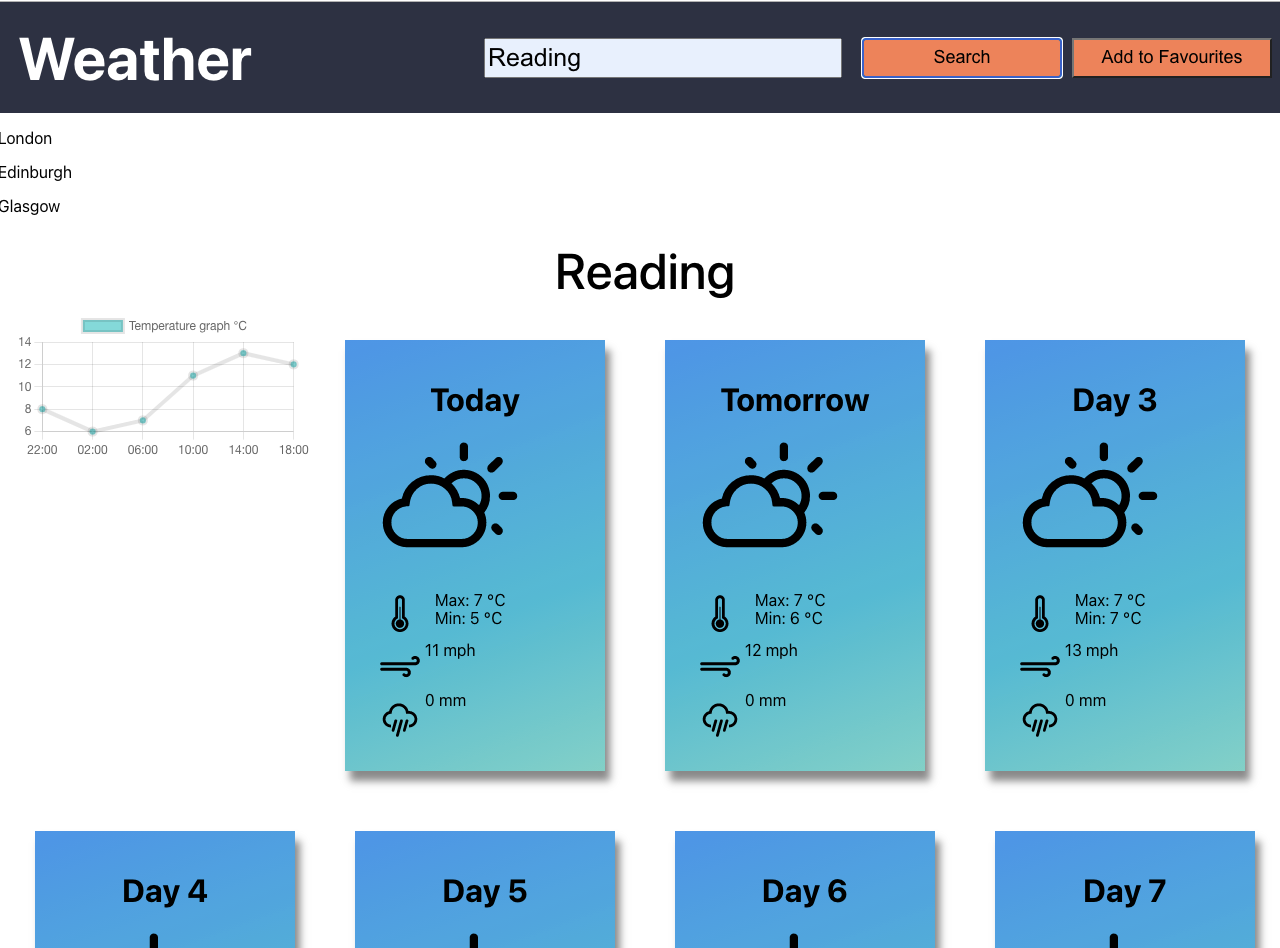 Weather
Reading
Search
Add to Favourites
London
Edinburgh
Glasgow
Reading
Temperature graph °C
14
12
10
8
6
22:00 02:00 06:00 10:00 14:00 18:00
Today
Max: 7 °C
Min: 5 °C
11 mph
0 mm
Tomorrow
Max: 7 °C
Min: 6 °C
12 mph
0 mm
Day 3
Max: 7 °C
Min: 7 °C
13 mph
0 mm
Day 4
Day 5
Day 6
Day 7